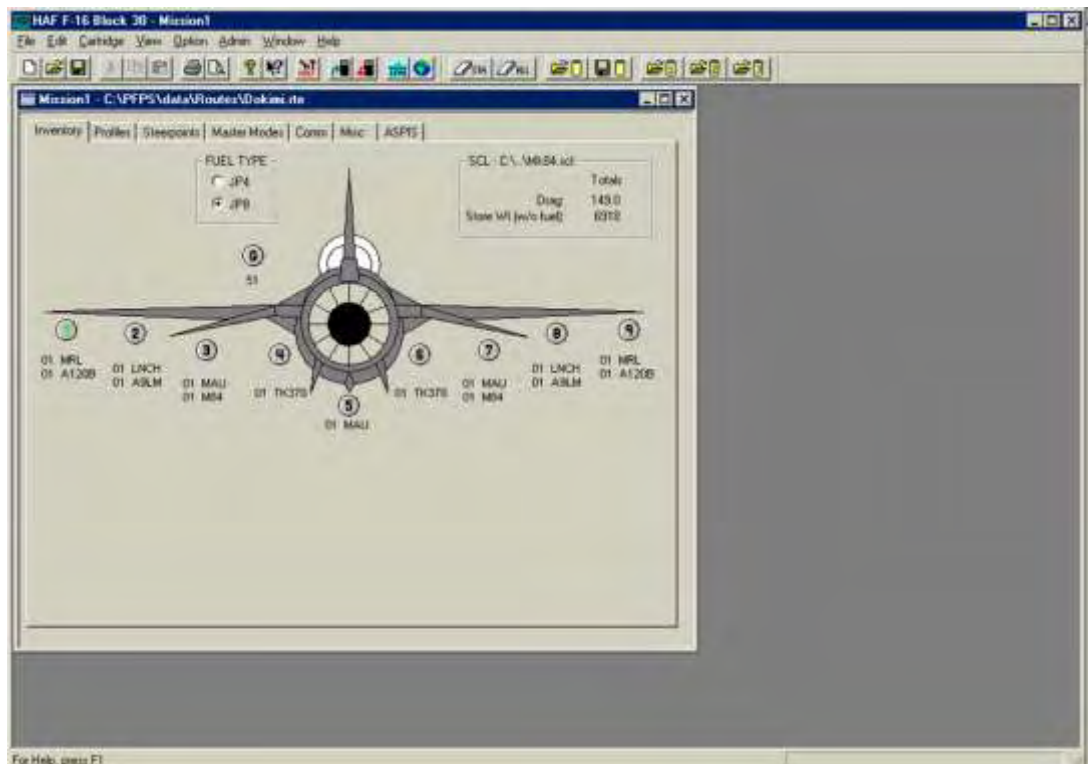 HAF F-16 Block 30 - Mission1
File Edit Cartridge View Option Admin Window Help
Mission1 - C:\PFPS\data\Routes\Dokimi.rte
Inventory Profiles Steerpoints Master Modes Comm Misc ASPIS
FUEL TYPE
JP4
JP8
SCL - C:\...\Mk84.scl
Totals
Drag: 149.0
Store Wt (w/o fuel):
51
1 2 3 4 5 6 7 8 9
01 MRL
01 A120B
01 LNCH
01 A9LM
01 MAU
01 M84
01 TK370
01 MAU
01 TK370
01 MAU
01 M84
01 LNCH
01 A9LM
01 MRL
01 A120B
For Help, press F1